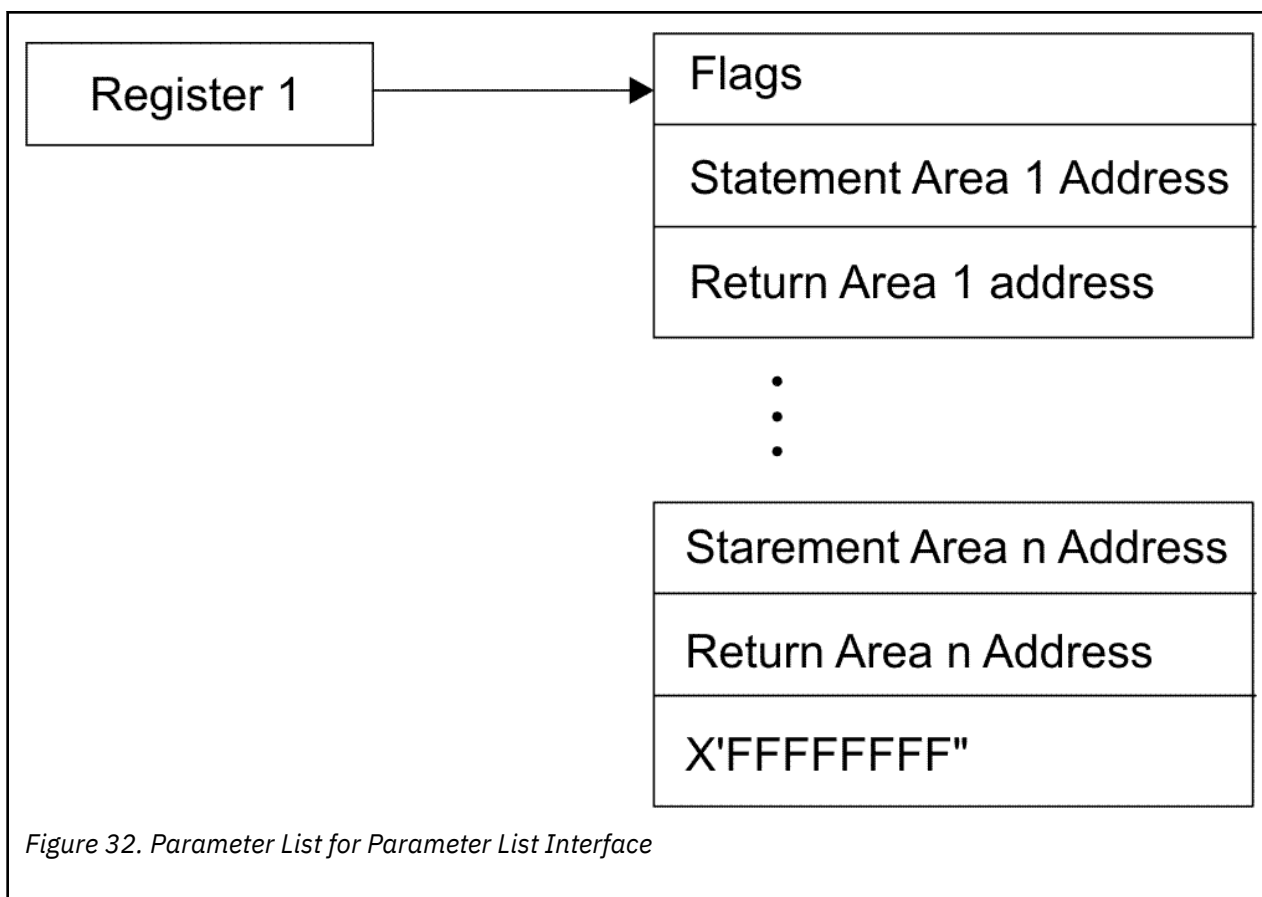 Register 1
Flags
Statement Area 1 Address
Return Area 1 address
Starement Area n Address
Return Area n Address
X'FFFFFFFF"
Figure 32. Parameter List for Parameter List Interface